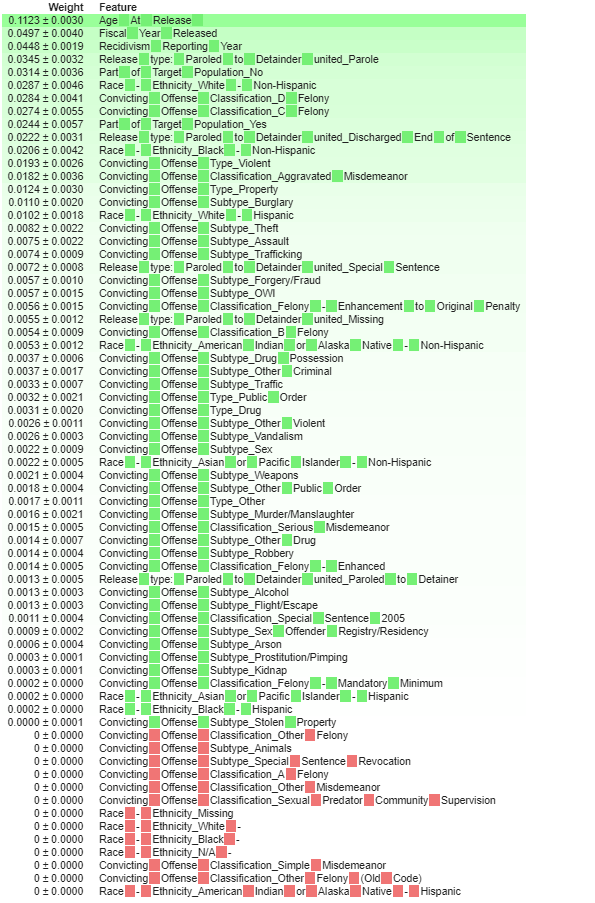 Weight Feature
0.1123 ± 0.0030 Age At Release
0.0497 ± 0.0040 Fiscal Year Released
0.0448 ± 0.0019 Recidivism Reporting Year
0.0345 ± 0.0032 Release type: Paroled to Detainder united_Parole
0.0314 ± 0.0036 Part of Target Population_No
0.0287 ± 0.0046 Race - Ethnicity_White - Non-Hispanic
0.0284 ± 0.0041 Convicting Offense Classification_D Felony
0.0274 ± 0.0055 Convicting Offense Classification_C Felony
0.0244 ± 0.0057 Part of Target Population_Yes
0.0222 ± 0.0031 Release type: Paroled to Detainder united_Discharged End of Sentence
0.0206 ± 0.0042 Race - Ethnicity_Black - Non-Hispanic
0.0193 ± 0.0026 Convicting Offense Type_Violent
0.0182 ± 0.0036 Convicting Offense Classification_Aggravated Misdemeanor
0.0124 ± 0.0030 Convicting Offense Type_Property
0.0110 ± 0.0020 Convicting Offense Subtype_Burglary
0.0102 ± 0.0018 Race - Ethnicity_White - Hispanic
0.0082 ± 0.0022 Convicting Offense Subtype_Theft
0.0075 ± 0.0022 Convicting Offense Subtype_Assault
0.0074 ± 0.0009 Convicting Offense Subtype_Trafficking
0.0072 ± 0.0008 Release type: Paroled to Detainder united_Special Sentence
0.0057 ± 0.0010 Convicting Offense Subtype_Forgery/Fraud
0.0057 ± 0.0015 Convicting Offense Subtype_OWI
0.0056 ± 0.0015 Convicting Offense Classification_Felony - Enhancement to Original Penalty
0.0055 ± 0.0012 Release type: Paroled to Detainder united_Missing
0.0054 ± 0.0009 Convicting Offense Classification_B Felony
0.0053 ± 0.0012 Race - Ethnicity_American Indian or Alaska Native - Non-Hispanic
0.0037 ± 0.0006 Convicting Offense Subtype_Drug Possession
0.0037 ± 0.0017 Convicting Offense Subtype_Other Criminal
0.0033 ± 0.0007 Convicting Offense Subtype_Traffic
0.0032 ± 0.0021 Convicting Offense Type_Public Order
0.0031 ± 0.0020 Convicting Offense Type_Drug
0.0026 ± 0.0011 Convicting Offense Subtype_Other Violent
0.0026 ± 0.0003 Convicting Offense Subtype_Vandalism
0.0022 ± 0.0009 Convicting Offense Subtype_Sex
0.0022 ± 0.0005 Race - Ethnicity_Asian or Pacific Islander - Non-Hispanic
0.0021 ± 0.0004 Convicting Offense Subtype_Weapons
0.0018 ± 0.0004 Convicting Offense Subtype_Other Public Order
0.0017 ± 0.0011 Convicting Offense Type_Other
0.0016 ± 0.0021 Convicting Offense Subtype_Murder/Manslaughter
0.0015 ± 0.0005 Convicting Offense Classification_Serious Misdemeanor
0.0014 ± 0.0007 Convicting Offense Subtype_Other Drug
0.0014 ± 0.0004 Convicting Offense Subtype_Robbery
0.0014 ± 0.0005 Convicting Offense Classification_Felony - Enhanced
0.0013 ± 0.0005 Release type: Paroled to Detainder united_Paroled to Detainer
0.0013 ± 0.0003 Convicting Offense Subtype_Alcohol
0.0013 ± 0.0003 Convicting Offense Subtype_Flight/Escape
0.0011 ± 0.0004 Convicting Offense Classification_Special Sentence 2005
0.0009 ± 0.0002 Convicting Offense Subtype_Sex Offender Registry/Residency
0.0006 ± 0.0004 Convicting Offense Subtype_Arson
0.0003 ± 0.0001 Convicting Offense Subtype_Prostitution/Pimping
0.0003 ± 0.0001 Convicting Offense Subtype_Kidnap
0.0002 ± 0.0000 Convicting Offense Classification_Felony - Mandatory Minimum
0.0002 ± 0.0000 Race - Ethnicity_Asian or Pacific Islander - Hispanic
0.0002 ± 0.0002 Race - Ethnicity_Black - Hispanic
0.0000 ± 0.0001 Convicting Offense Subtype_Stolen Property
0 ± 0.0000 Convicting Offense Classification_Other Felony
0 ± 0.0000 Convicting Offense Subtype_Animals
0 ± 0.0000 Convicting Offense Subtype_Special Sentence Revocation
0 ± 0.0000 Convicting Offense Classification_A Felony
0 ± 0.0000 Convicting Offense Classification_Other Misdemeanor
0 ± 0.0000 Convicting Offense Classification_Sexual Predator Community Supervision
0 ± 0.0000 Race - Ethnicity_Missing
0 ± 0.0000 Race - Ethnicity_White -
0 ± 0.0000 Race - Ethnicity_Black -
0 ± 0.0000 Race - Ethnicity_N/A -
0 ± 0.0000 Convicting Offense Classification_Simple Misdemeanor
0 ± 0.0000 Convicting Offense Classification_Other Felony (Old Code)
0 ± 0.0000 Race - Ethnicity_American Indian or Alaska Native - Hispanic